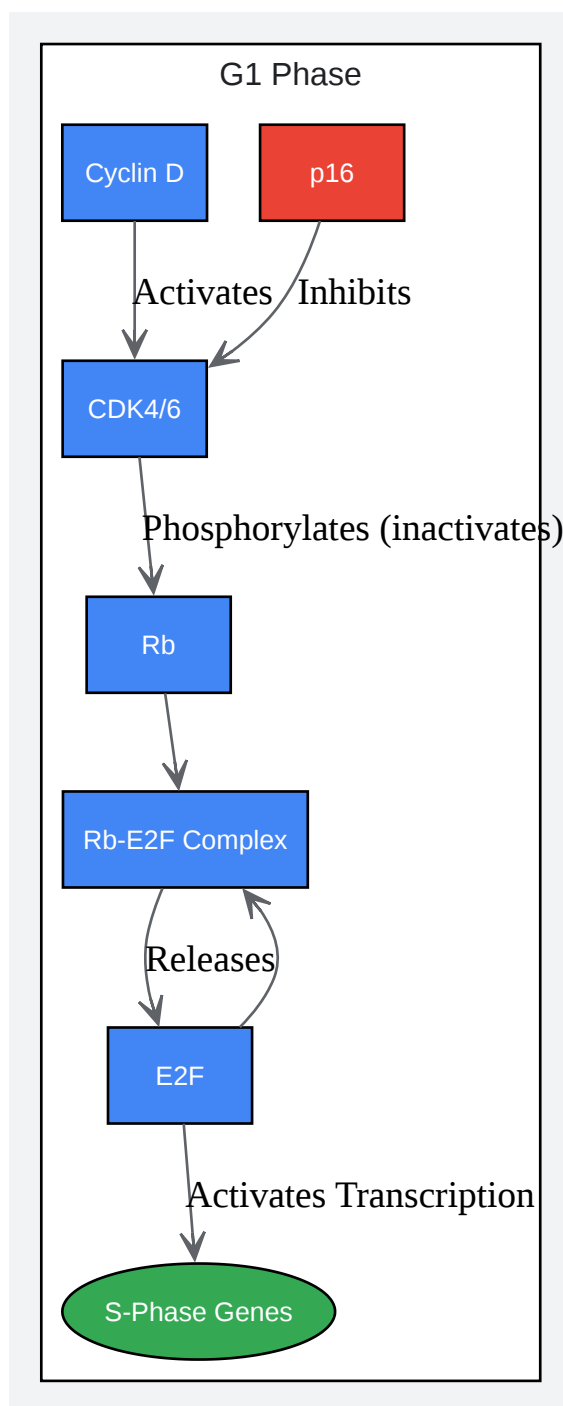 G1 Phase
Cyclin D
p16
Activates
Inhibits
CDK4/6
Phosphorylates (inactivates)
Rb
Rb-E2F Complex
Releases
E2F
Activates Transcription
S-Phase Genes